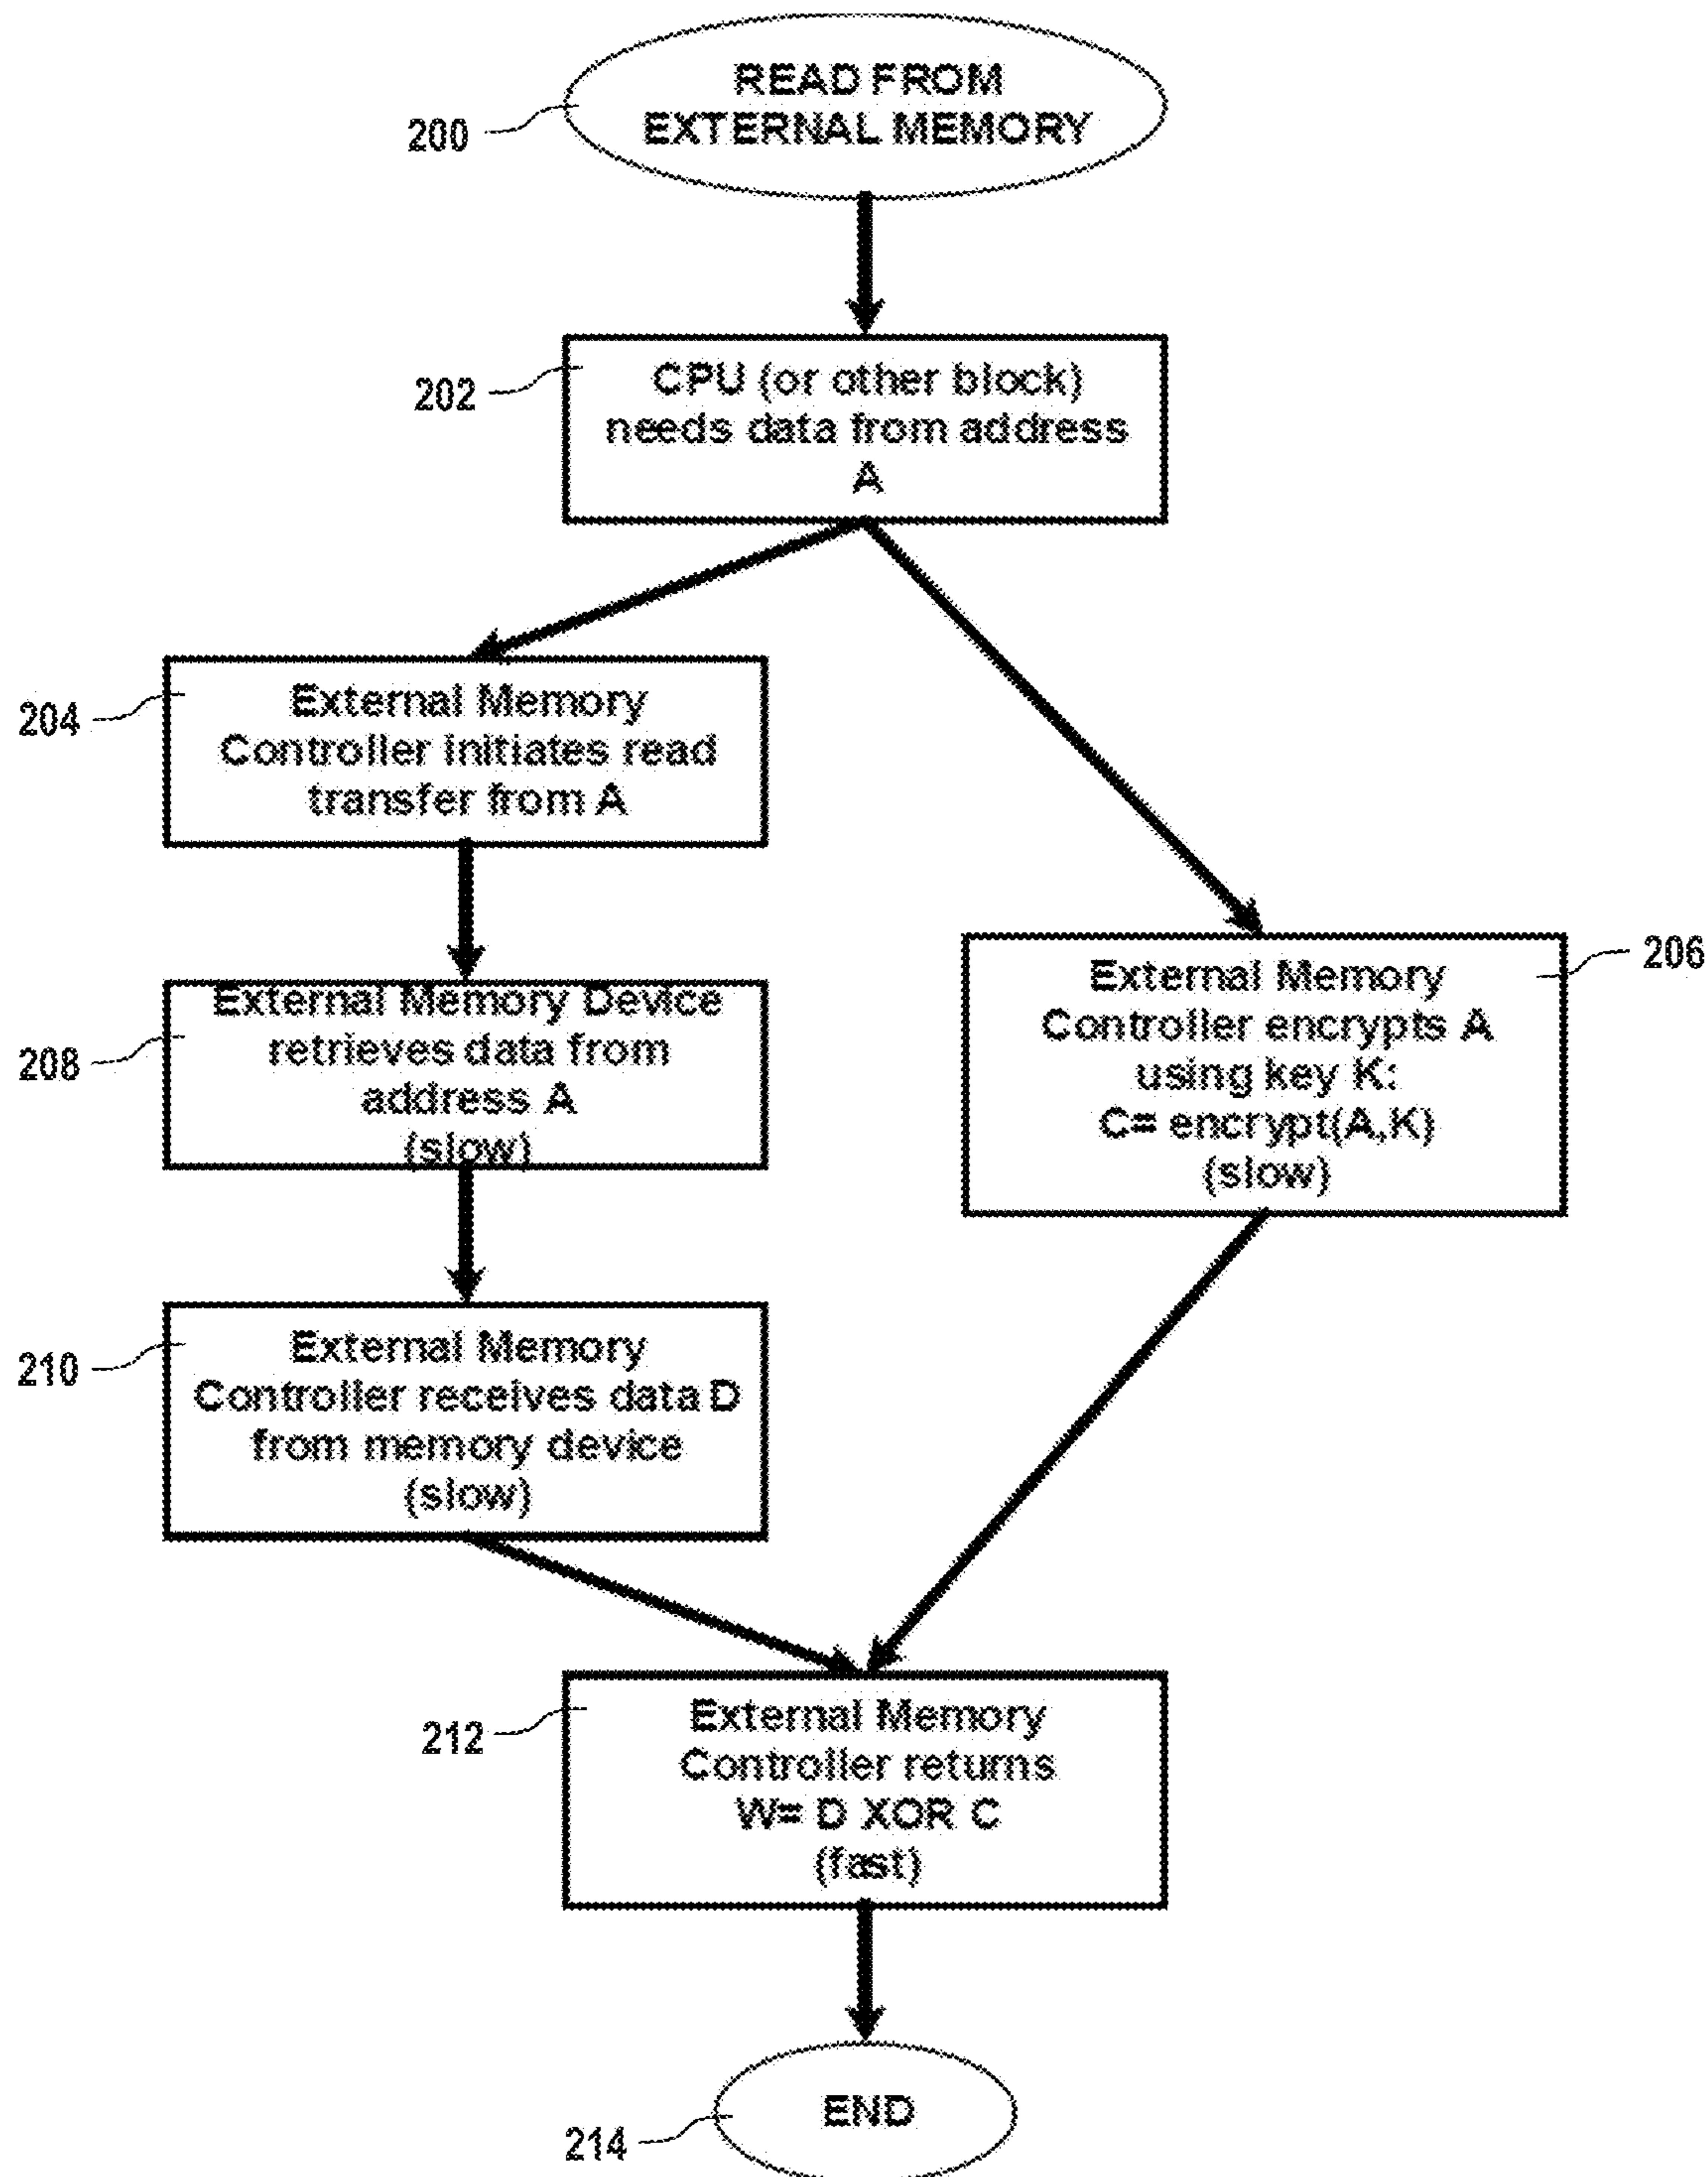 READ FROM
EXTERNAL MEMORY
200
CPU (or other block)
needs data from address
A
202
External Memory
Controller initiates read
transfer from A
204
External Memory
Controller encrypts A
using key K:
C= encrypt(A,K)
(slow)
206
External Memory Device
retrieves data from
address A
(slow)
208
External Memory
Controller receives data D
from memory device
(slow)
210
External Memory
Controller returns
W= D XOR C
(fast)
212
END
214